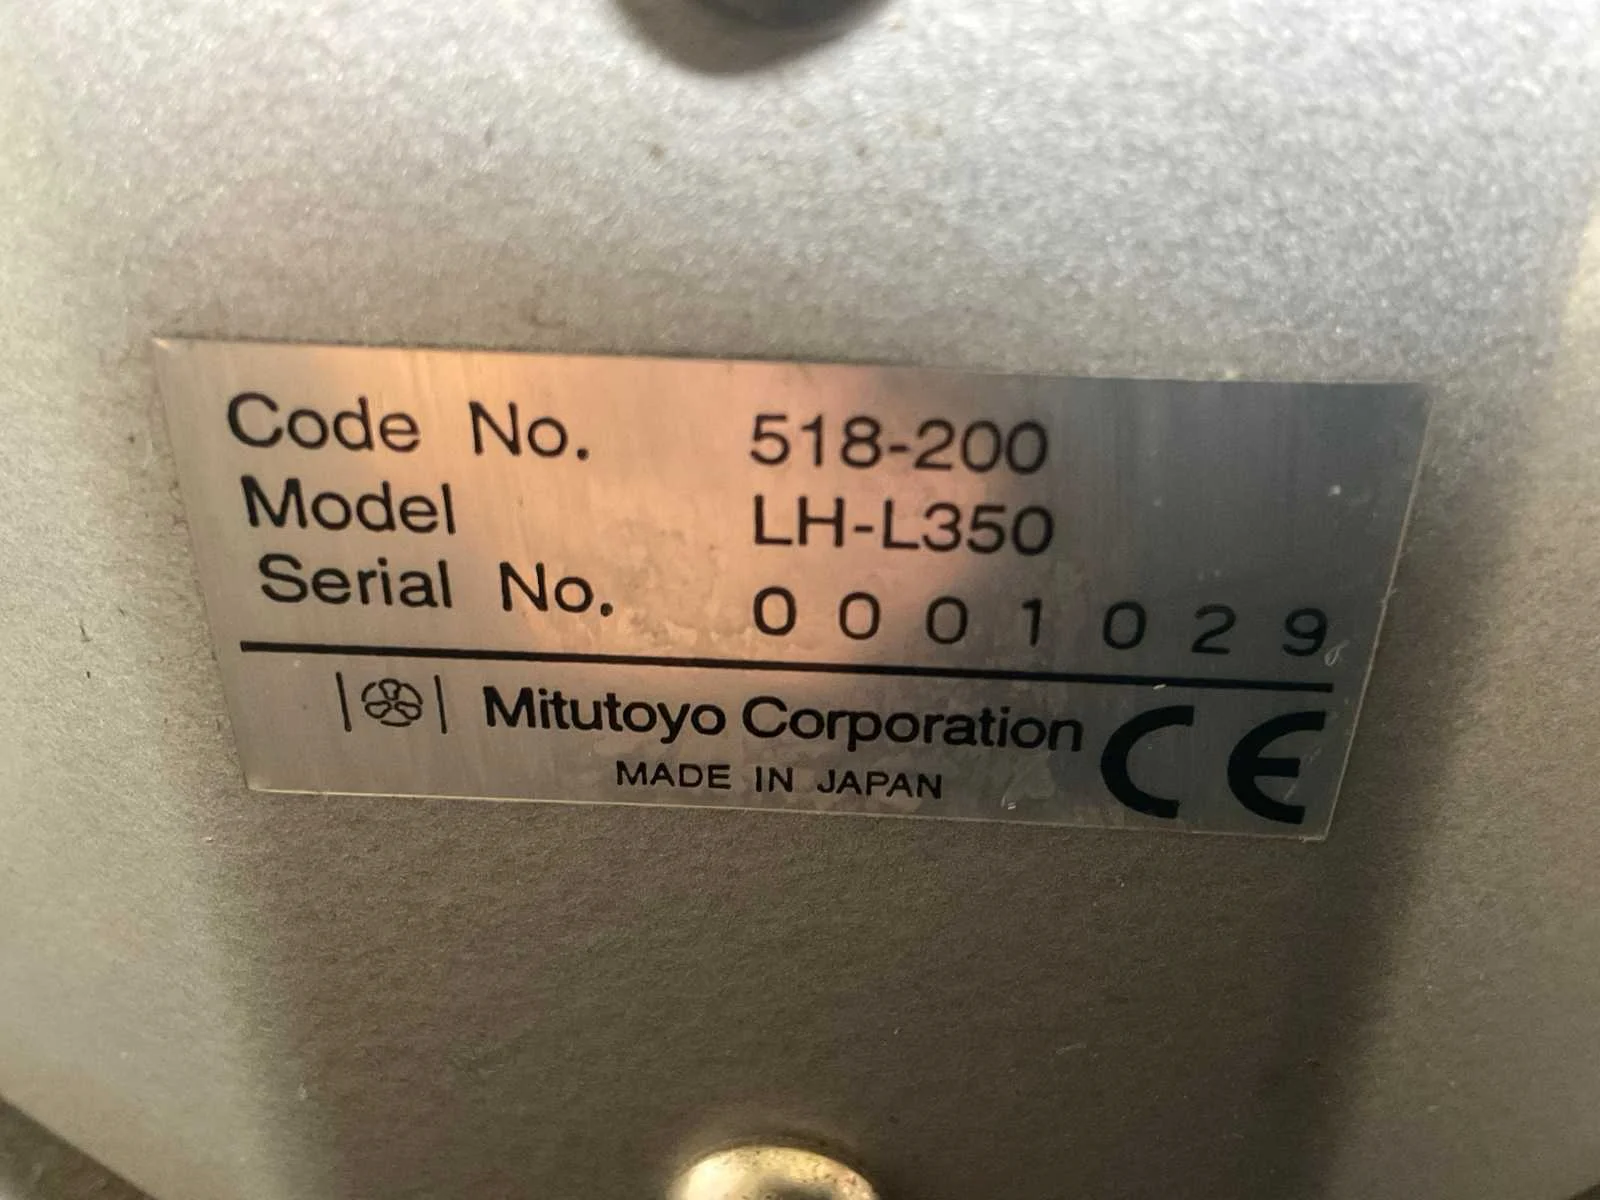 Code No. 518-200
Model LH-L350
Serial No. 0001029
Mitutoyo Corporation CE
MADE IN JAPAN